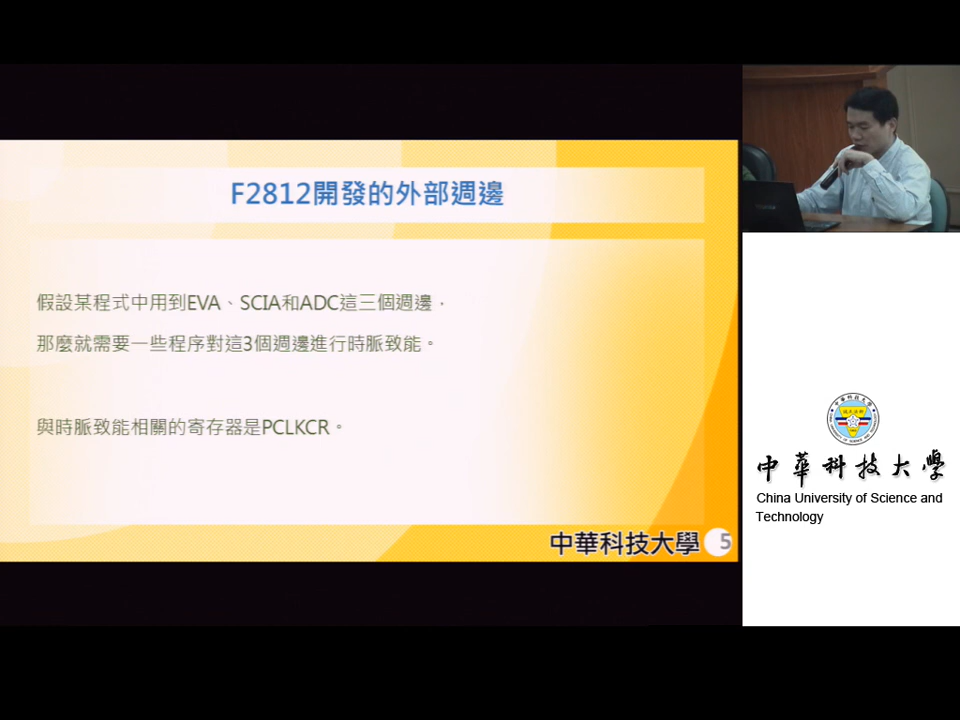 F2812開發的外部週邊
假設某程式中用到EVA、SCIA和ADC這三個週邊，
那麼就需要一些程序對這3個週邊進行時脈致能。
與時脈致能相關的寄存器是PCLKCR。
中華科技大學 5
中華科技大學
China University of Science and
Technology